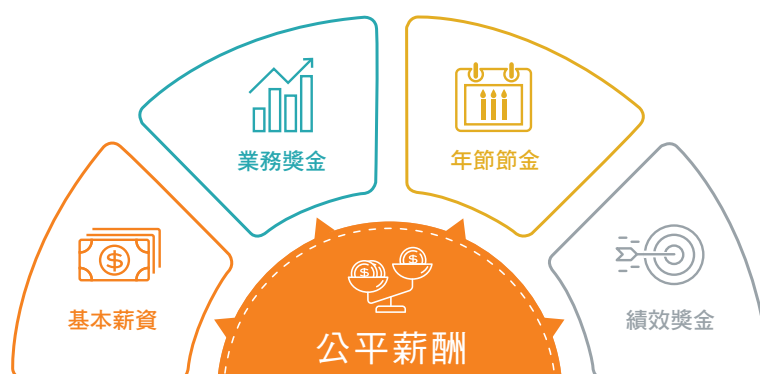 業務獎金
年節節金
基本薪資
績效獎金
公平薪酬